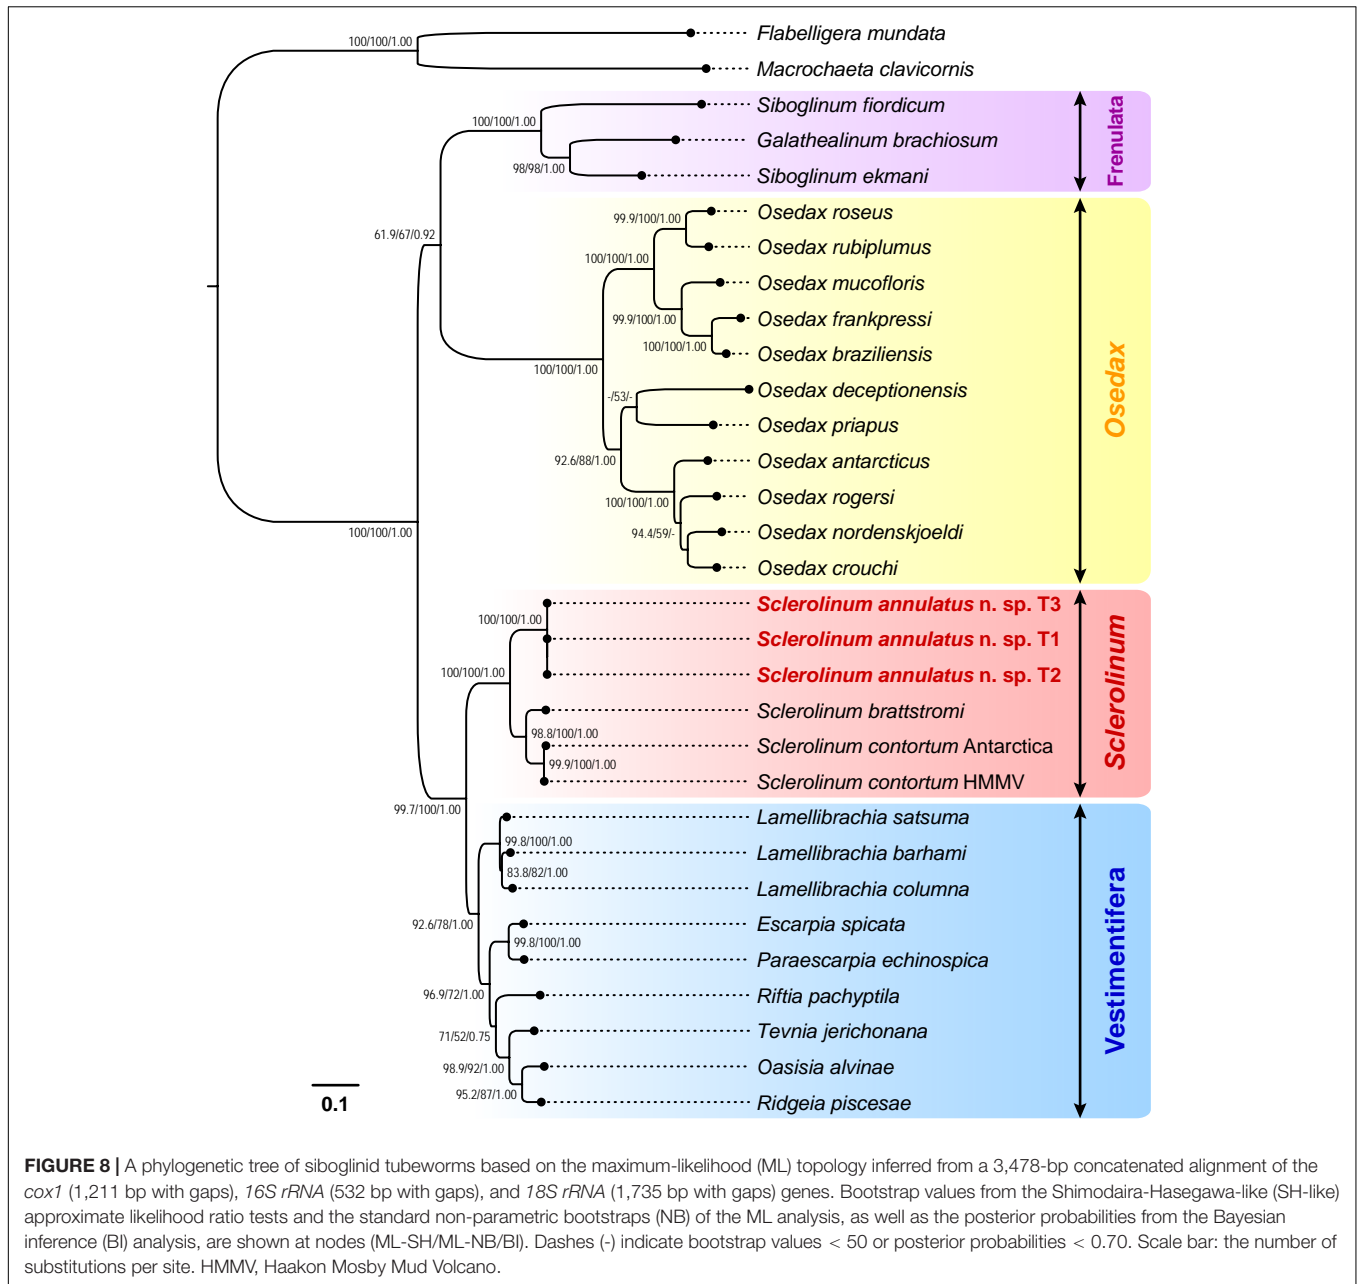 100/100/1.00
Flabelligera mundata
Macrochaeta clavicornis
Siboglinum fiordicum
100/100/1.00
Galathealinum brachiosum
98/98/1.00
Siboglinum ekmani
Frenulata
61.9/67/0.92
Osedax roseus
99.9/100/1.00
Osedax rubiplumus
100/100/1.00
Osedax mucofloris
99.9/100/1.00
Osedax frankpressi
100/100/1.00
Osedax braziliensis
100/100/1.00
Osedax deceptionensis
-/53/-
Osedax priapus
92.6/88/1.00
Osedax antarcticus
100/100/1.00
Osedax rogersi
94.4/59/-
Osedax nordenskjoeldi
Osedax crouchi
Osedax
100/100/1.00
Sclerolinum annulatus n. sp. T3
100/100/1.00
Sclerolinum annulatus n. sp. T1
100/100/1.00
Sclerolinum annulatus n. sp. T2
Sclerolinum brattstromi
98.8/100/1.00
Sclerolinum contortum Antarctica
99.9/100/1.00
Sclerolinum contortum HMMV
Sclerolinum
99.7/100/1.00
Lamellibrachia satsuma
99.8/100/1.00
Lamellibrachia barhami
83.8/82/1.00
Lamellibrachia columna
92.6/78/1.00
Escarpia spicata
99.8/100/1.00
Paraescarpia echinospica
96.9/72/1.00
Riftia pachyptila
71/52/0.75
Tevnia jerichonana
98.9/92/1.00
Oasisia alvinae
95.2/87/1.00
Ridgeia piscesae
Vestimentifera
0.1
FIGURE 8 | A phylogenetic tree of siboglinid tubeworms based on the maximum-likelihood (ML) topology inferred from a 3,478-bp concatenated alignment of the
cox1 (1,211 bp with gaps), 16S rRNA (532 bp with gaps), and 18S rRNA (1,735 bp with gaps) genes. Bootstrap values from the Shimodaira-Hasegawa-like (SH-like)
approximate likelihood ratio tests and the standard non-parametric bootstraps (NB) of the ML analysis, as well as the posterior probabilities from the Bayesian
inference (BI) analysis, are shown at nodes (ML-SH/ML-NB/BI). Dashes (-) indicate bootstrap values < 50 or posterior probabilities < 0.70. Scale bar: the number of
substitutions per site. HMMV, Haakon Mosby Mud Volcano.